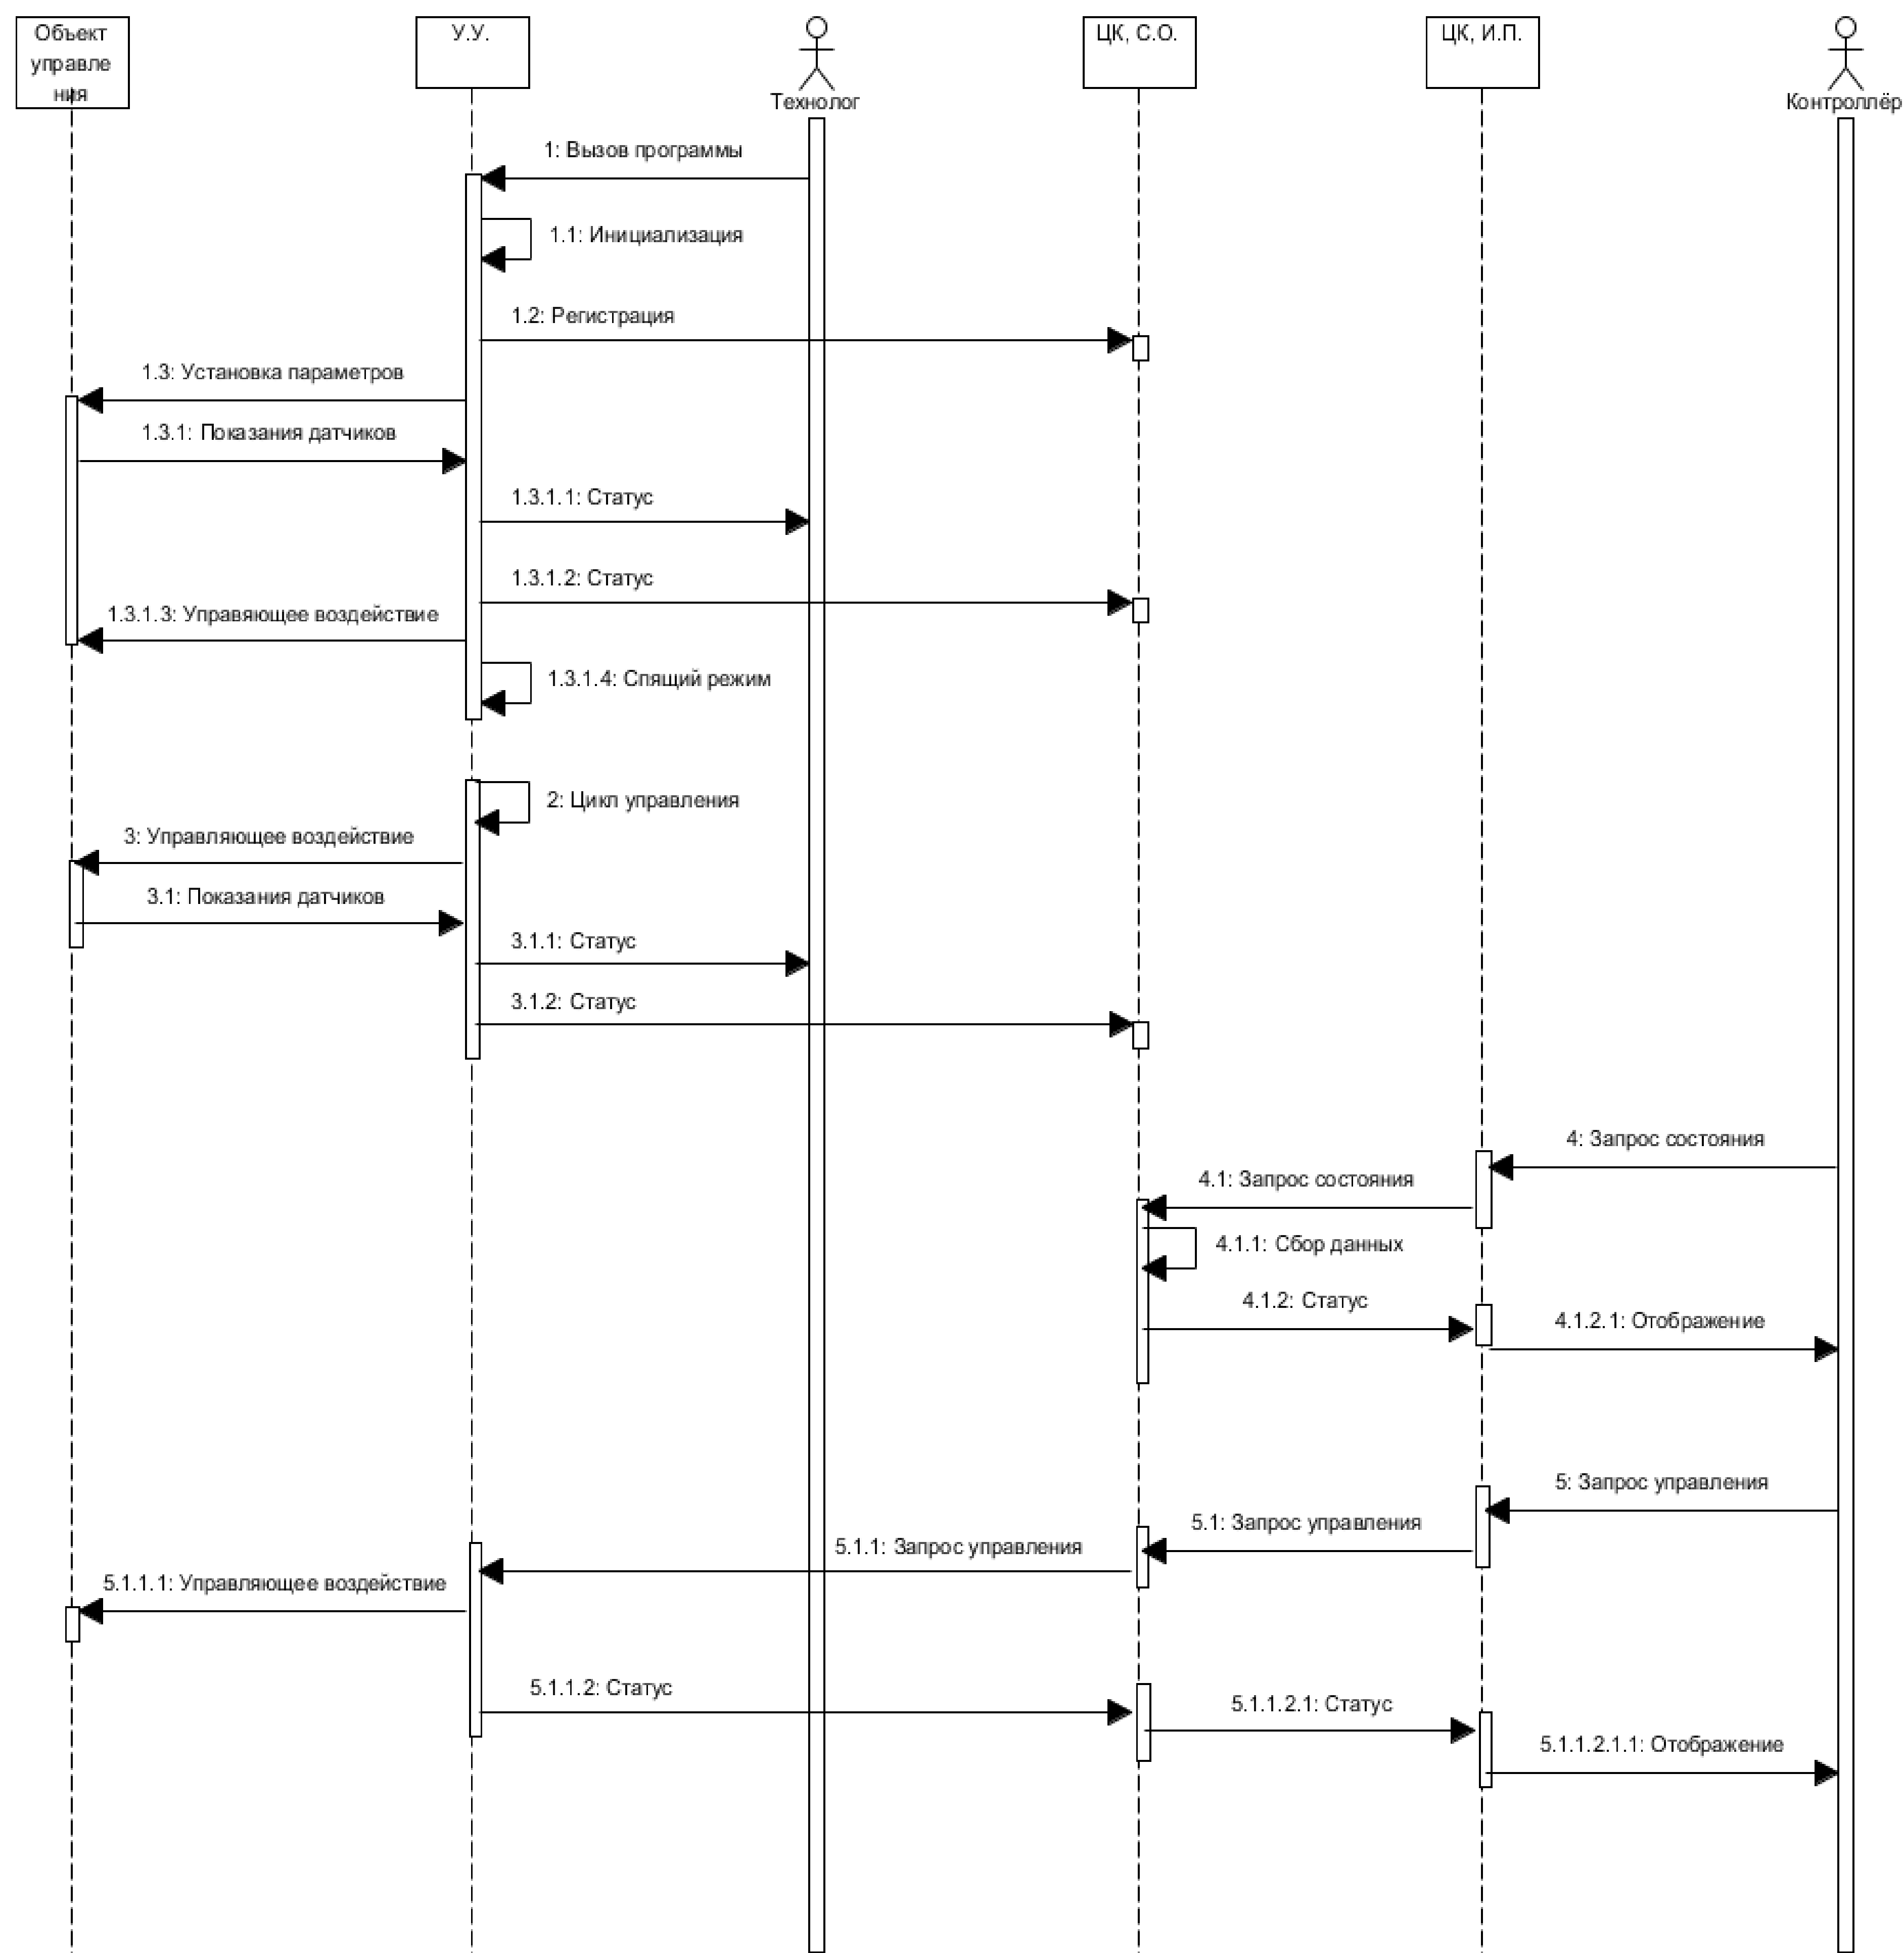 Объект
управле
ния
У.У.
Технолог
ЦК, С.О.
ЦК, И.П.
Контроллёр
1: Вызов программы
1.1: Инициализация
1.2: Регистрация
1.3: Установка параметров
1.3.1: Показания датчиков
1.3.1.1: Статус
1.3.1.2: Статус
1.3.1.3: Управяющее воздействие
1.3.1.4: Спящий режим
2: Цикл управления
3: Управляющее воздействие
3.1: Показания датчиков
3.1.1: Статус
3.1.2: Статус
4: Запрос состояния
4.1: Запрос состояния
4.1.1: Сбор данных
4.1.2: Статус
4.1.2.1: Отображение
5: Запрос управления
5.1: Запрос управления
5.1.1: Запрос управления
5.1.1.1: Управляющее воздействие
5.1.1.2: Статус
5.1.1.2.1: Статус
5.1.1.2.1.1: Отображение